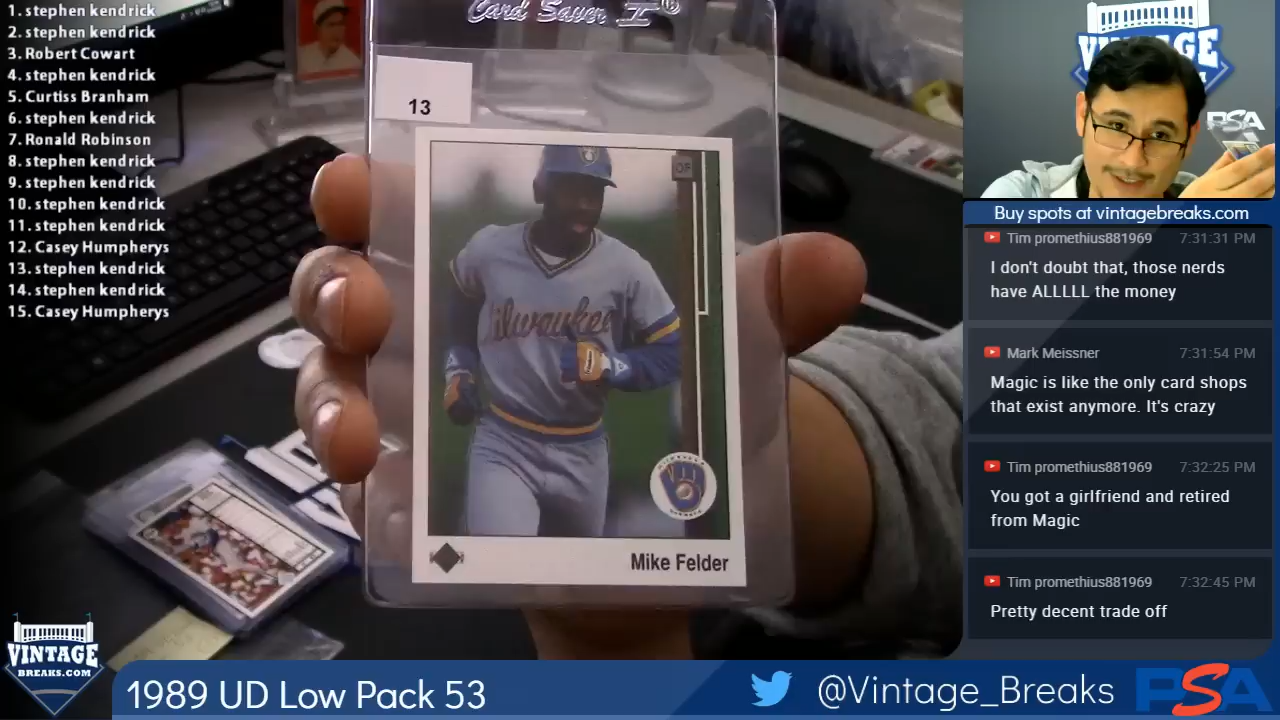 1. stephen kendrick
2. stephen kendrick
3. Robert Cowart
4. stephen kendrick
5. Curtiss Branham
6. stephen kendrick
7. Ronald Robinson
8. stephen kendrick
9. stephen kendrick
10. stephen kendrick
11. stephen kendrick
12. Casey Humpherys
13. stephen kendrick
14. stephen kendrick
15. Casey Humpherys
Card Saver I®
13
OF
Milwaukee
Mike Felder
VINTAGE
PSA
Buy spots at vintagebreaks.com
Tim promethius881969 7:31:31 PM
I don't doubt that, those nerds
have ALLLLL the money
Mark Meissner 7:31:54 PM
Magic is like the only card shops
that exist anymore. It's crazy
Tim promethius881969 7:32:25 PM
You got a girlfriend and retired
from Magic
Tim promethius881969 7:32:45 PM
Pretty decent trade off
VINTAGE
BREAKS.COM
1989 UD Low Pack 53
@Vintage_Breaks
PSA